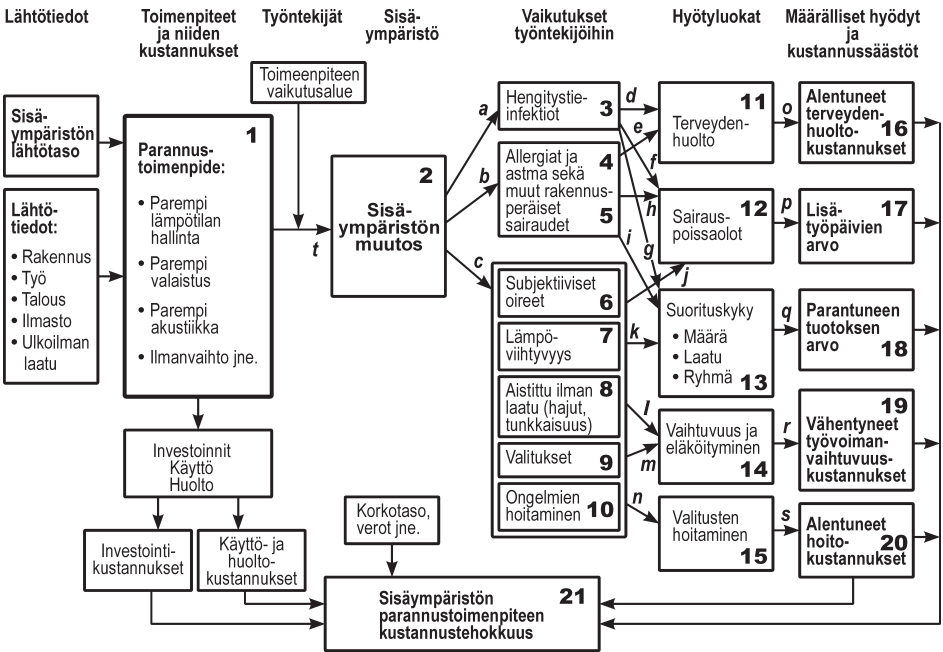 Lähtötiedot
Toimenpiteet
ja niiden
kustannukset
Työntekijät
Sisä-
ympäristö
Vaikutukset
työntekijöihin
Hyötyluokat
Määrälliset hyödyt
ja
kustannussäästöt
Sisä-
ympäristön
lähtötaso
Lähtö-
tiedot:
• Rakennus
• Työ
• Talous
• Ilmasto
• Ulkoilman
laatu
1
Parannus-
toimenpide:
• Parempi
lämpötilan
hallinta
• Parempi
valaistus
• Parempi
akustiikka
• Ilmanvaihto jne.
Investoinnit
Käyttö
Huolto
Investointi-
kustannukset
Käyttö- ja
huolto-
kustannukset
Toimeenpiteen
vaikutusalue
t
2
Sisä-
ympäristön
muutos
a
b
c
Hengitystie-
infektiot
3
Allergiat ja
astma sekä
muut rakennus-
peräiset
sairaudet
4
5
Subjektiiviset
oireet
6
Lämpö-
viihtyvyys
7
Aistittu ilman
laatu (hajut,
tunkkaisuus)
8
Valitukset
9
Ongelmien
hoitaminen
10
d
e
f
h
i
g
j
k
l
m
n
11
Terveyden-
huolto
12
Sairaus-
poissaolot
Suorituskyky
• Määrä
• Laatu
• Ryhmä
13
Vaihtuvuus ja
eläköityminen
14
Valitusten
hoitaminen
15
o
p
q
r
s
Alentuneet
terveyden-
huolto-
kustannukset
16
Lisä-
työpäivien
arvo
17
Parantuneen
tuotoksen
arvo
18
19
Vähentyneet
työvoiman-
vaihtuvuus-
kustannukset
Alentuneet
hoito-
kustannukset
20
Korkotaso,
verot jne.
Sisäympäristön
parannustoimenpiteen
kustannustehokkuus
21